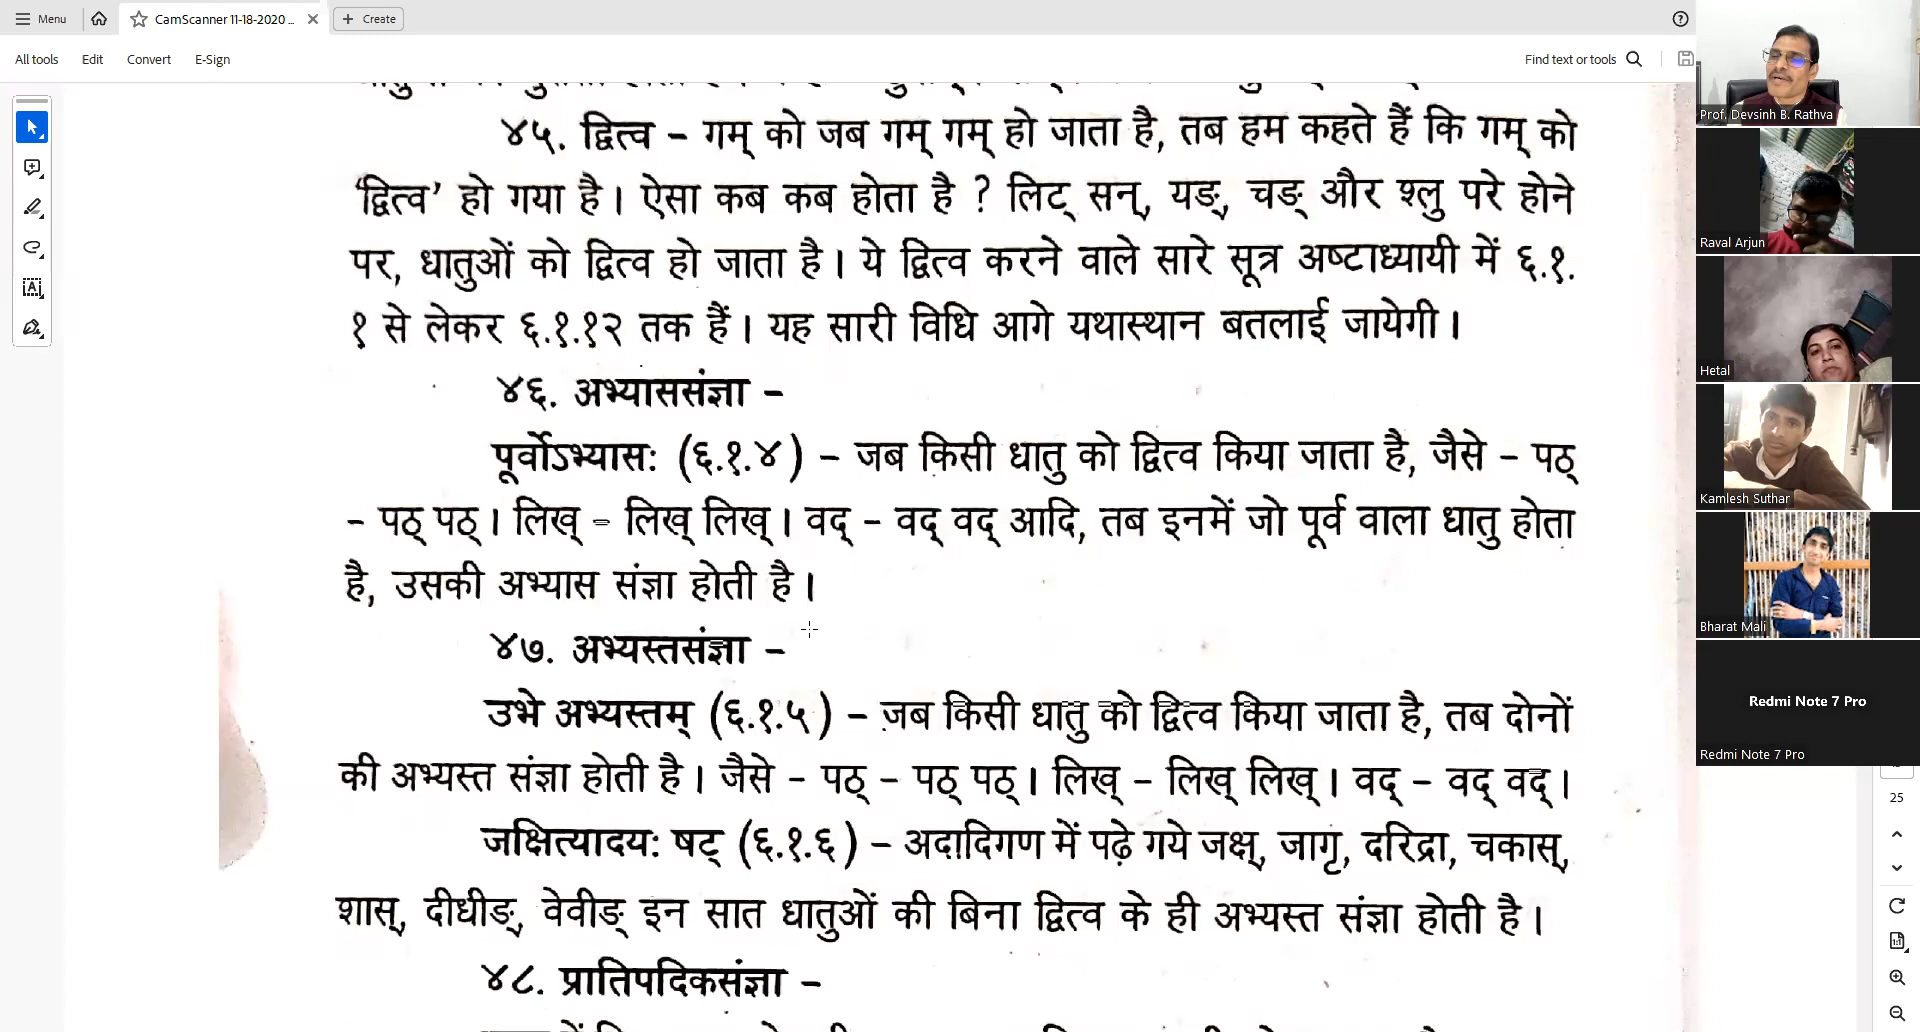 Menu
CamScanner 11-18-2020 ...
Create
All tools
Edit
Convert
E-Sign
Find text or tools
४५. द्वित्व – गम् को जब गम् गम् हो जाता है, तब हम कहते हैं कि गम् को
'द्वित्व' हो गया है। ऐसा कब कब होता है ? लिट् सन्, यङ्, चङ् और श्लु परे होने
पर, धातुओं को द्वित्व हो जाता है। ये द्वित्व करने वाले सारे सूत्र अष्टाध्यायी में ६.१.
१ से लेकर ६.१.१२ तक हैं। यह सारी विधि आगे यथास्थान बतलाई जायेगी।
४६. अभ्याससंज्ञा –
पूर्वोऽभ्यासः (६.१.४) – जब किसी धातु को द्वित्व किया जाता है, जैसे – पठ्
– पठ् पठ्। लिख् – लिख् लिख्। वद् – वद् वद् आदि, तब इनमें जो पूर्व वाला धातु होता
है, उसकी अभ्यास संज्ञा होती है।
४७. अभ्यस्तसंज्ञा –
उभे अभ्यस्तम् (६.१.५) – जब किसी धातु को द्वित्व किया जाता है, तब दोनों
की अभ्यस्त संज्ञा होती है। जैसे – पठ् – पठ् पठ्। लिख् – लिख् लिख्। वद् – वद् वद्।
जक्षित्यादयः षट् (६.१.६) – अदादिगण में पढ़े गये जक्ष्, जागृ, दरिद्रा, चकास्,
शास्, दीधीङ्, वेवीङ् इन सात धातुओं की बिना द्वित्व के ही अभ्यस्त संज्ञा होती है।
४८. प्रातिपदिकसंज्ञा –
Prof. Devsinh B. Rathva
Raval Arjun
Hetal
Kamlesh Suthar
Bharat Mali
Redmi Note 7 Pro
Redmi Note 7 Pro
25